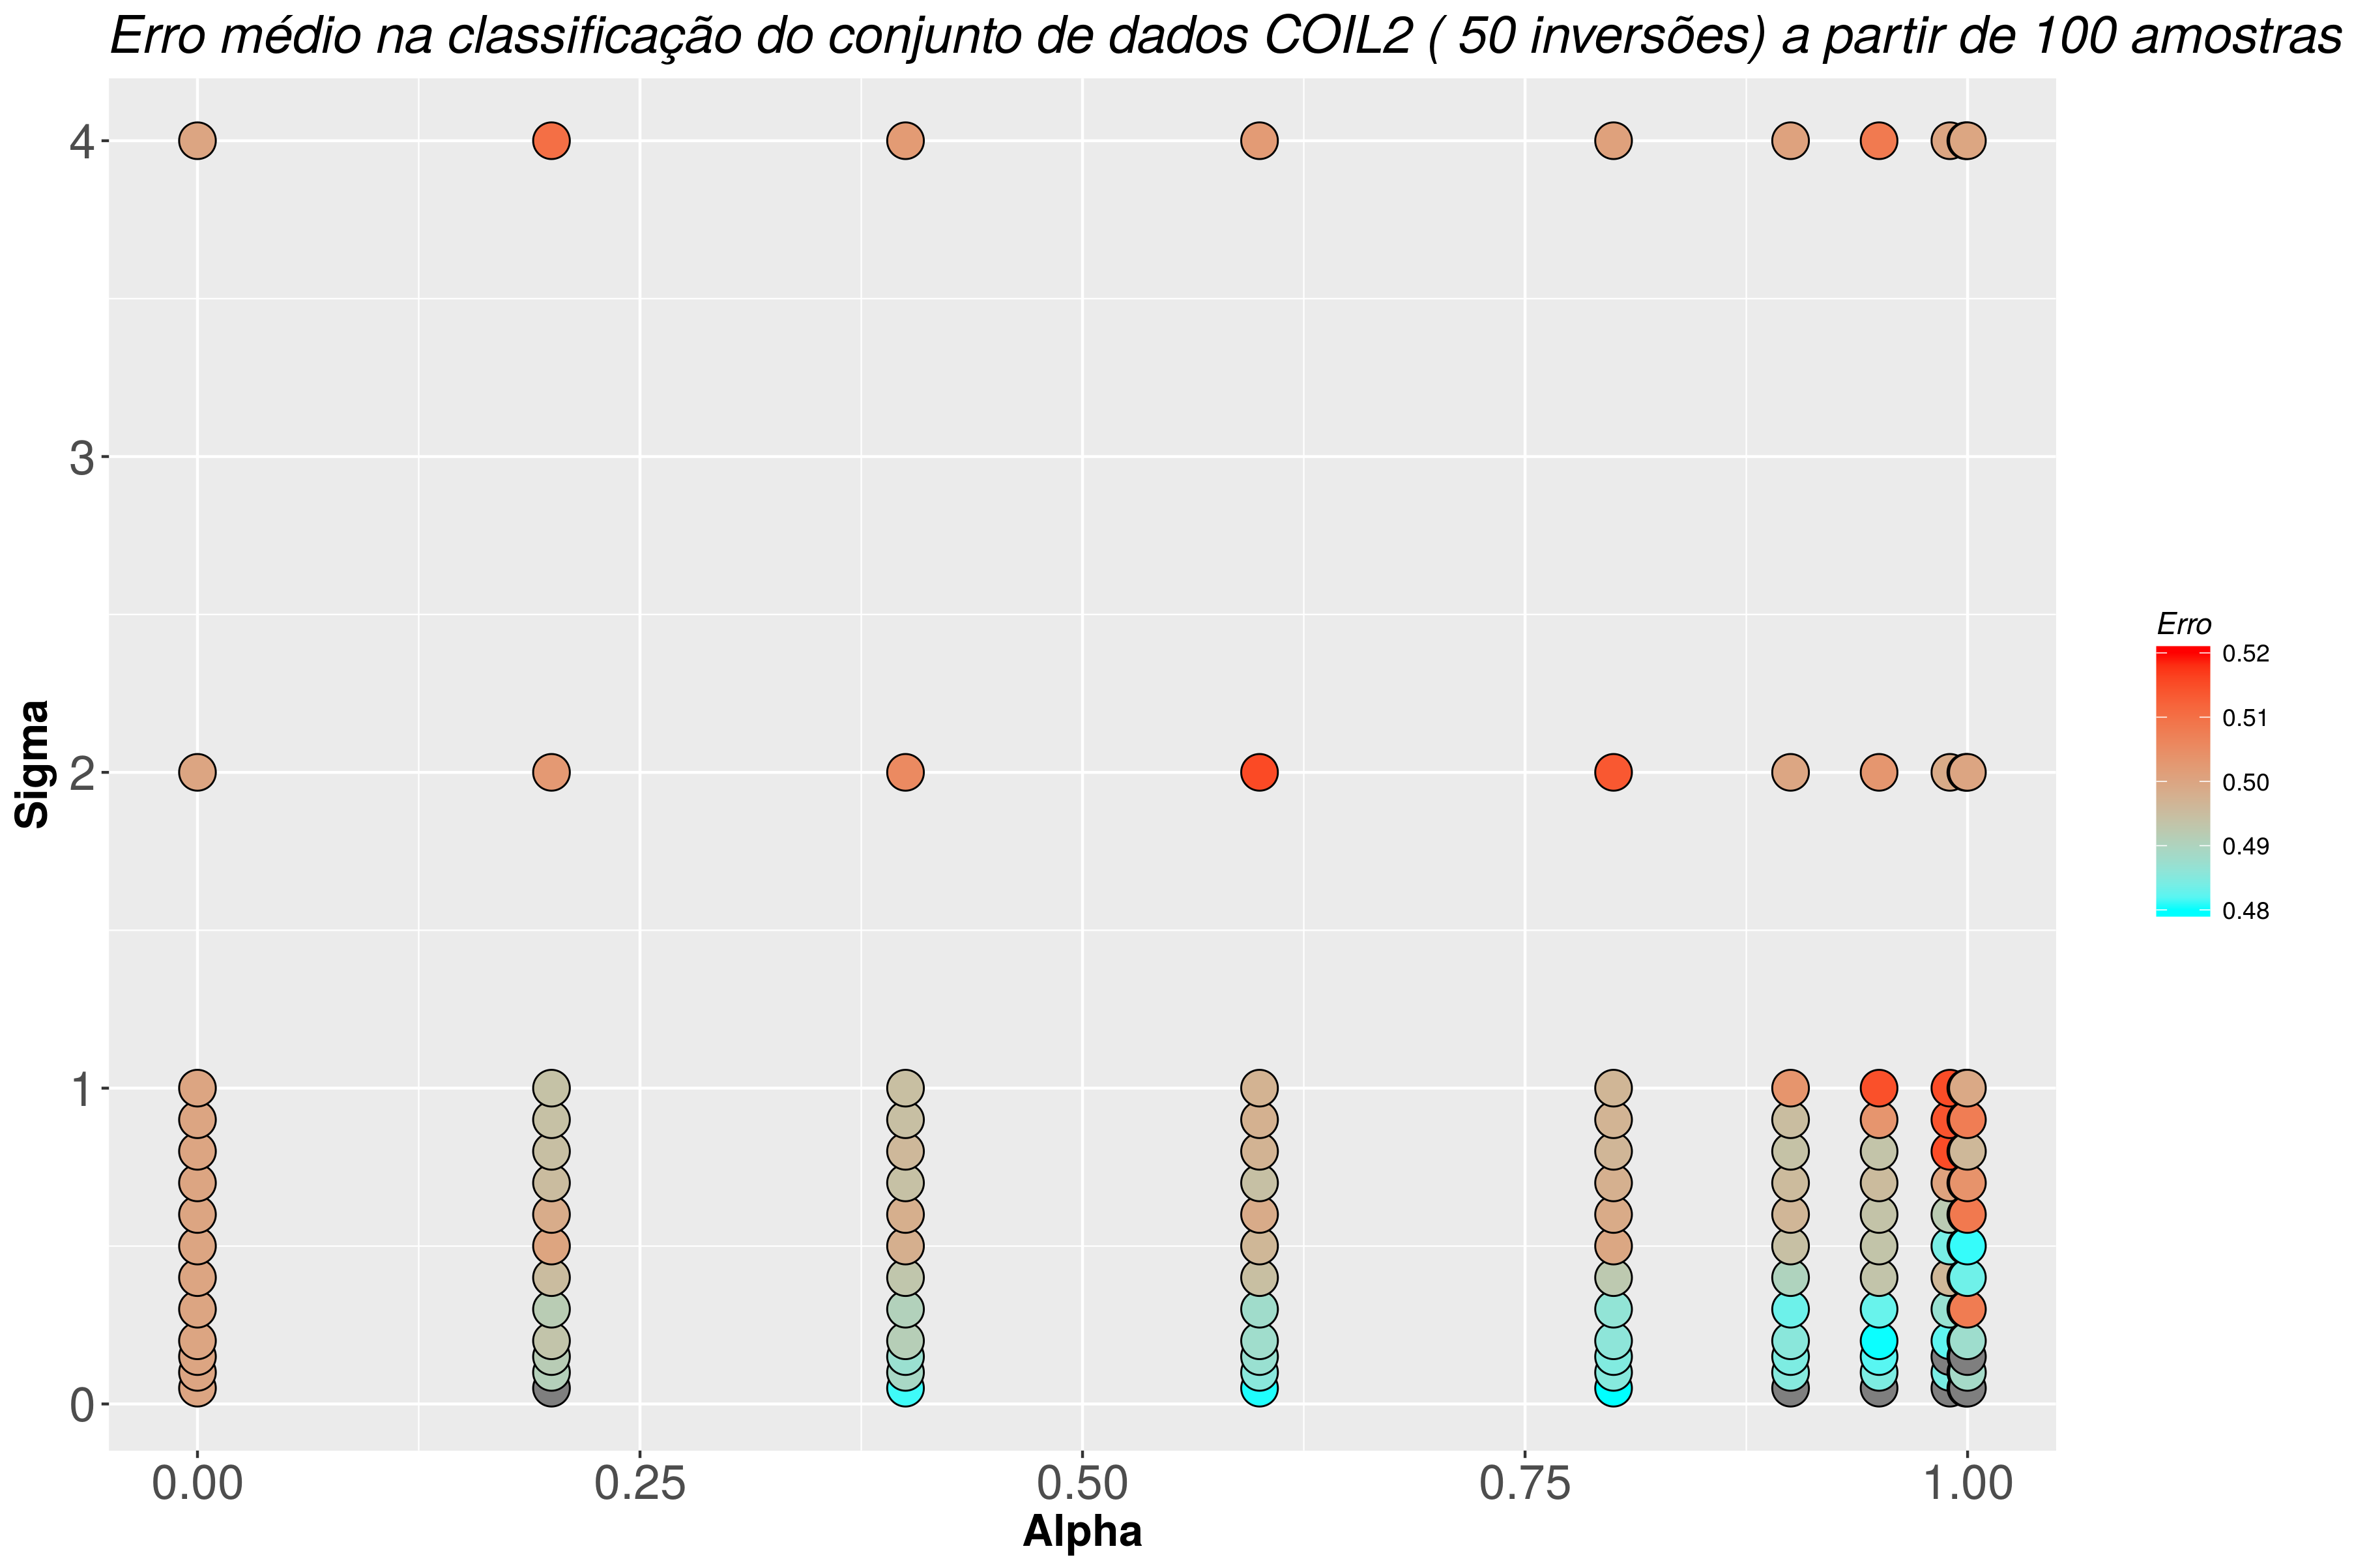 Erro médio na classificação do conjunto de dados COIL2 ( 50 inversões) a partir de 100 amostras
4
3
2
1
0
Sigma
0.00 0.25 0.50 0.75 1.00
Alpha
Erro
0.52
0.51
0.50
0.49
0.48